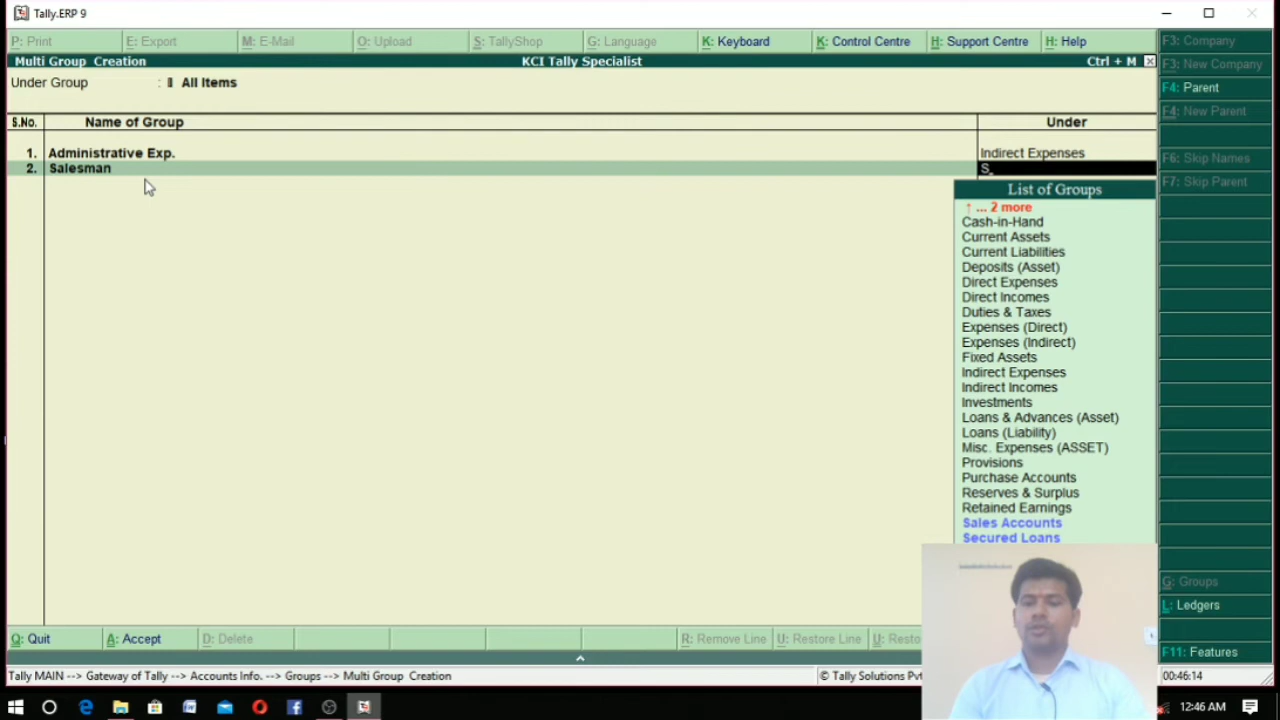 Tally.ERP 9
P: Print E: Export M: E-Mail O: Upload S: TallyShop G: Language K: Keyboard K: Control Centre H: Support Centre H: Help
F3: Company
Multi Group Creation KCI Tally Specialist Ctrl + M
F3: New Company
Under Group : All Items
F4: Parent
F4: New Parent
S.No. Name of Group Under
1. Administrative Exp. Indirect Expenses
F6: Skip Names
2. Salesman S
F7: Skip Parent
List of Groups
↑ ... 2 more
Cash-in-Hand
Current Assets
Current Liabilities
Deposits (Asset)
Direct Expenses
Direct Incomes
Duties & Taxes
Expenses (Direct)
Expenses (Indirect)
Fixed Assets
Indirect Expenses
Indirect Incomes
Investments
Loans & Advances (Asset)
Loans (Liability)
Misc. Expenses (ASSET)
Provisions
Purchase Accounts
Reserves & Surplus
Retained Earnings
Sales Accounts
Secured Loans
G: Groups
L: Ledgers
Q: Quit A: Accept D: Delete R: Remove Line U: Restore Line U: Resto
F11: Features
Tally MAIN --> Gateway of Tally --> Accounts Info. --> Groups --> Multi Group Creation © Tally Solutions Pvt 00:46:14
12:46 AM